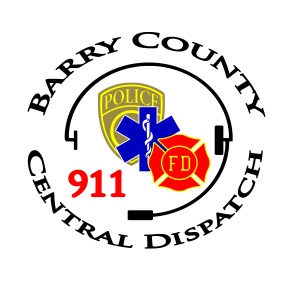 BARRY COUNTY
POLICE
FD
911
CENTRAL DISPATCH